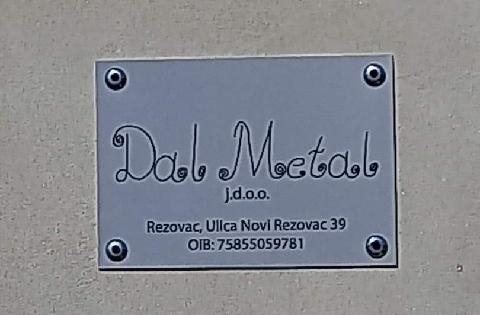 Dal Metal
j.d.o.o.
Rezovac, Ulica Novi Rezovac 39
OIB: 75855059781